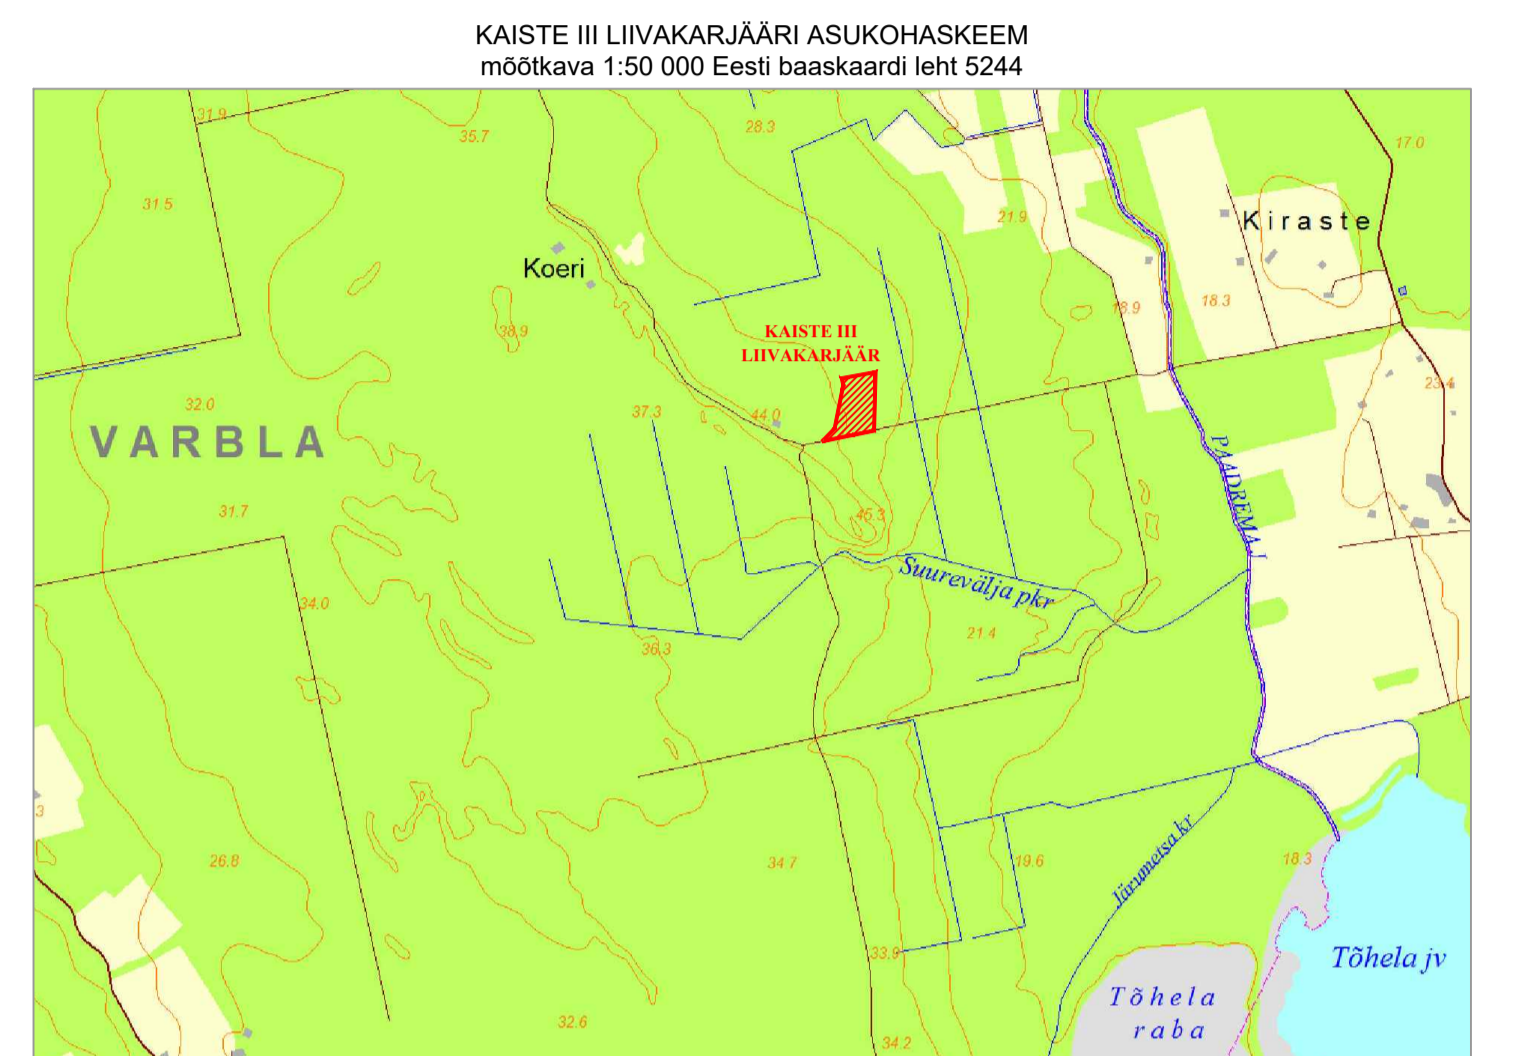 KAISTE III LIIVAKARJÄÄRI ASUKOHASKEEM
mõõtkava 1:50 000 Eesti baaskaardi leht 5244
31.9
35.7
28.3
17.0
31.5
21.9
Kiraste
Koeri
18.9
18.3
38.9
KAISTE III
LIIVAKARJÄÄR
23.4
32.0
37.3
44.0
VARBLA
PAADREMA J
31.7
45.3
Suurevälja pkr
34.0
21.4
36.3
3
26.8
34.7
19.6
Järumetsa kr
18.3
33.9
Tõhela jv
Tõhela
raba
32.6
34.2